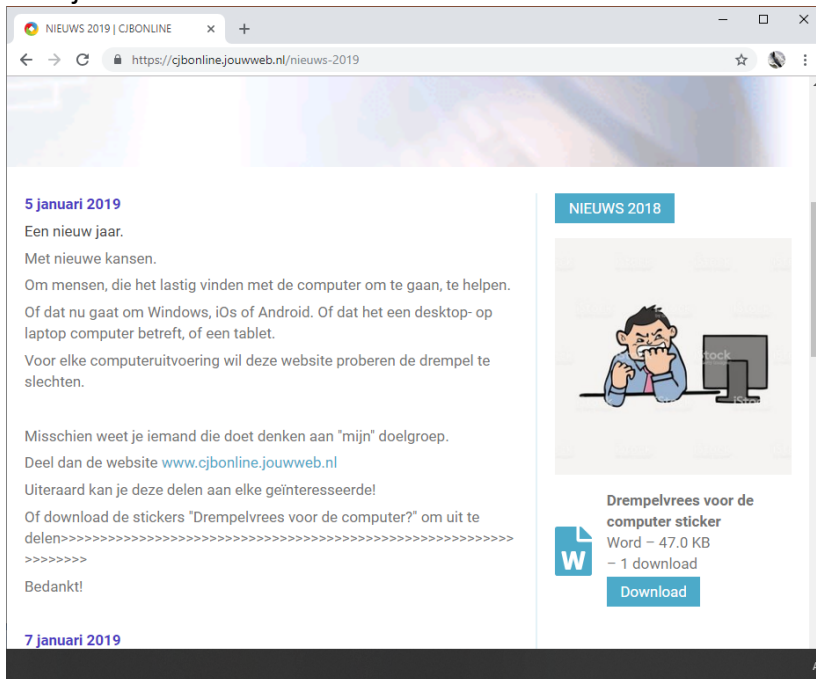 NIEUWS 2019 | CJBONLINE
https://cjbonline.jouwweb.nl/nieuws-2019
5 januari 2019
Een nieuw jaar.
Met nieuwe kansen.
Om mensen, die het lastig vinden met de computer om te gaan, te helpen.
Of dat nu gaat om Windows, iOs of Android. Of dat het een desktop- op
laptop computer betreft, of een tablet.
Voor elke computeruitvoering wil deze website proberen de drempel te
slechten.
Misschien weet je iemand die doet denken aan "mijn" doelgroep.
Deel dan de website www.cjbonline.jouwweb.nl
Uiteraard kan je deze delen aan elke geïnteresseerde!
Of download de stickers "Drempelvrees voor de computer?" om uit te
delen>>>>>>>>>>>>>>>>>>>>>>>>>>>>>>>>>>>>>>>>>>>>>>>>>>>>>>>>>>
>>>>>>>>
Bedankt!
7 januari 2019
NIEUWS 2018
iStock
Drempelvrees voor de
computer sticker
W
Word – 47.0 KB
– 1 download
Download